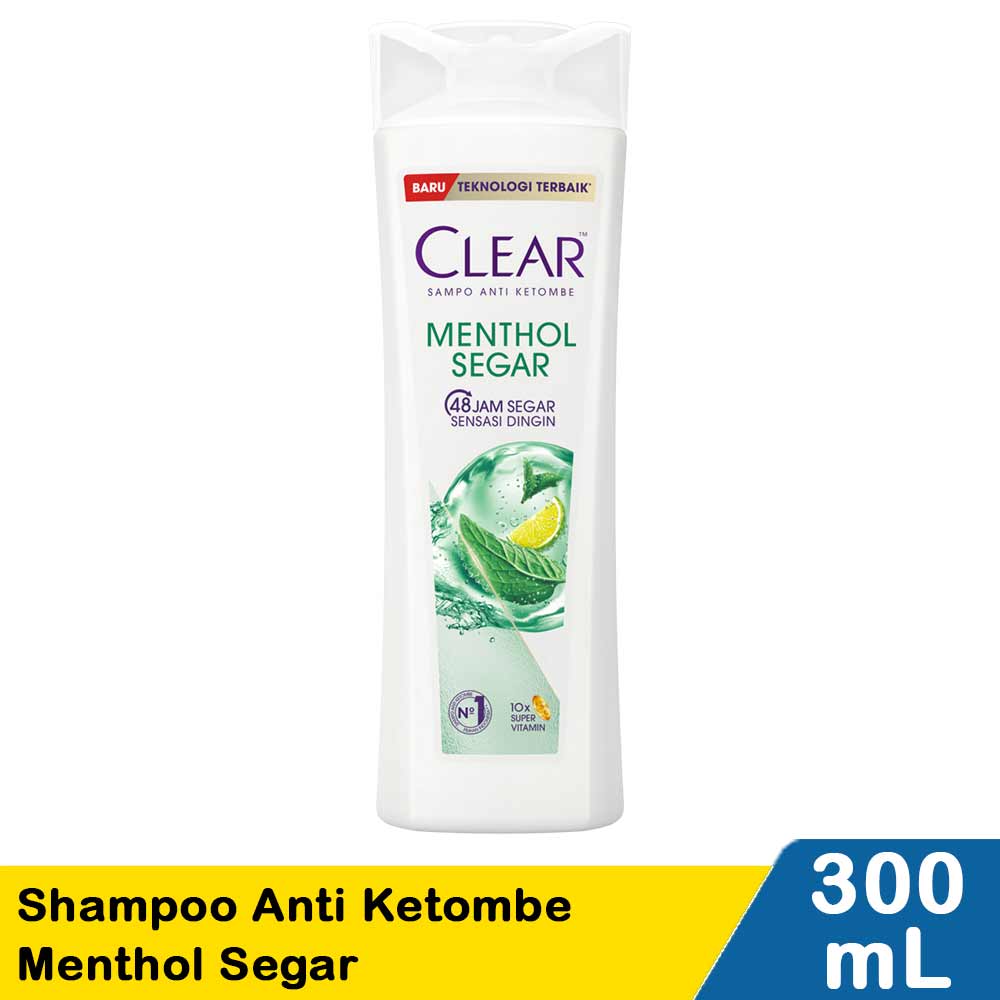 BARU TEKNOLOGI TERBAIK*
CLEAR™
SAMPO ANTI KETOMBE
MENTHOL
SEGAR
48 JAM SEGAR
SENSASI DINGIN
Nº1
10x
SUPER
VITAMIN
Shampoo Anti Ketombe
Menthol Segar
300
mL